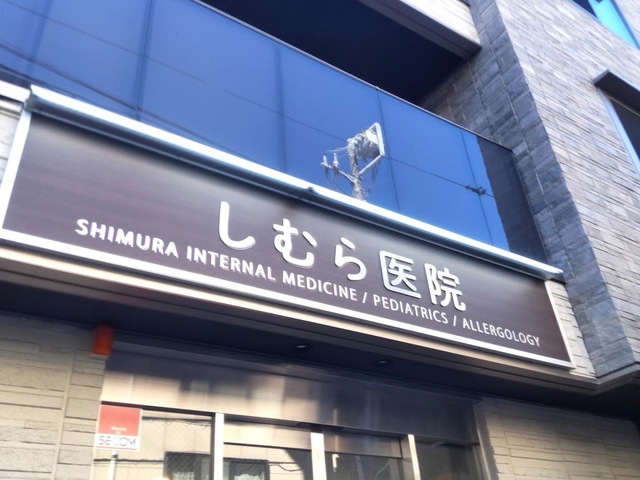 しむら医院
SHIMURA INTERNAL MEDICINE / PEDIATRICS / ALLERGOLOGY
SECOM